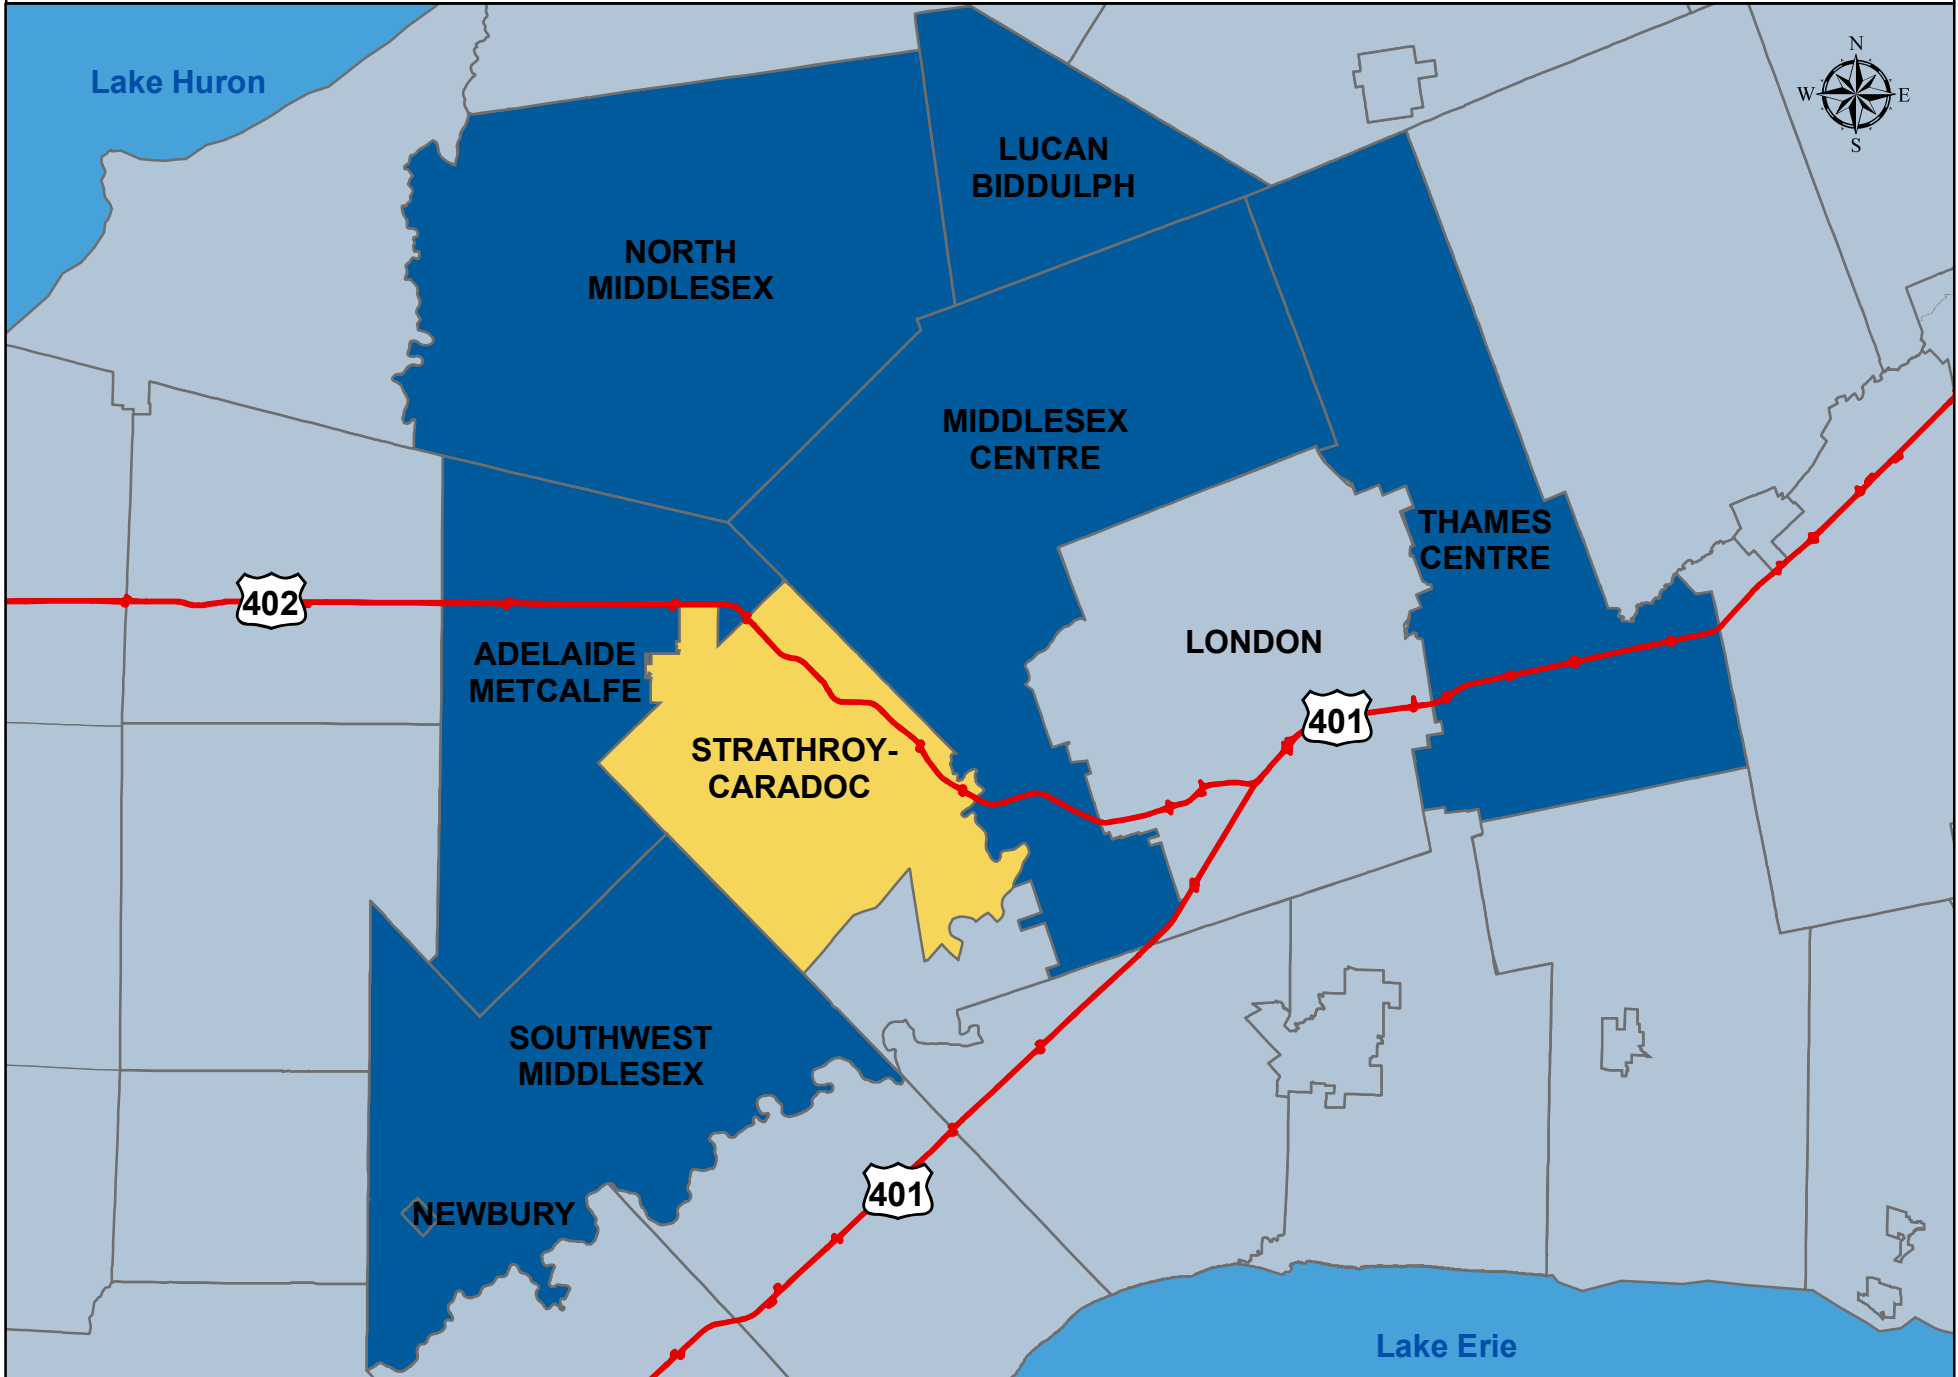 Lake Huron
N
W
E
S
LUCAN
BIDDULPH
NORTH
MIDDLESEX
MIDDLESEX
CENTRE
THAMES
CENTRE
402
ADELAIDE
METCALFE
LONDON
401
STRATHROY-
CARADOC
SOUTHWEST
MIDDLESEX
401
NEWBURY
Lake Erie